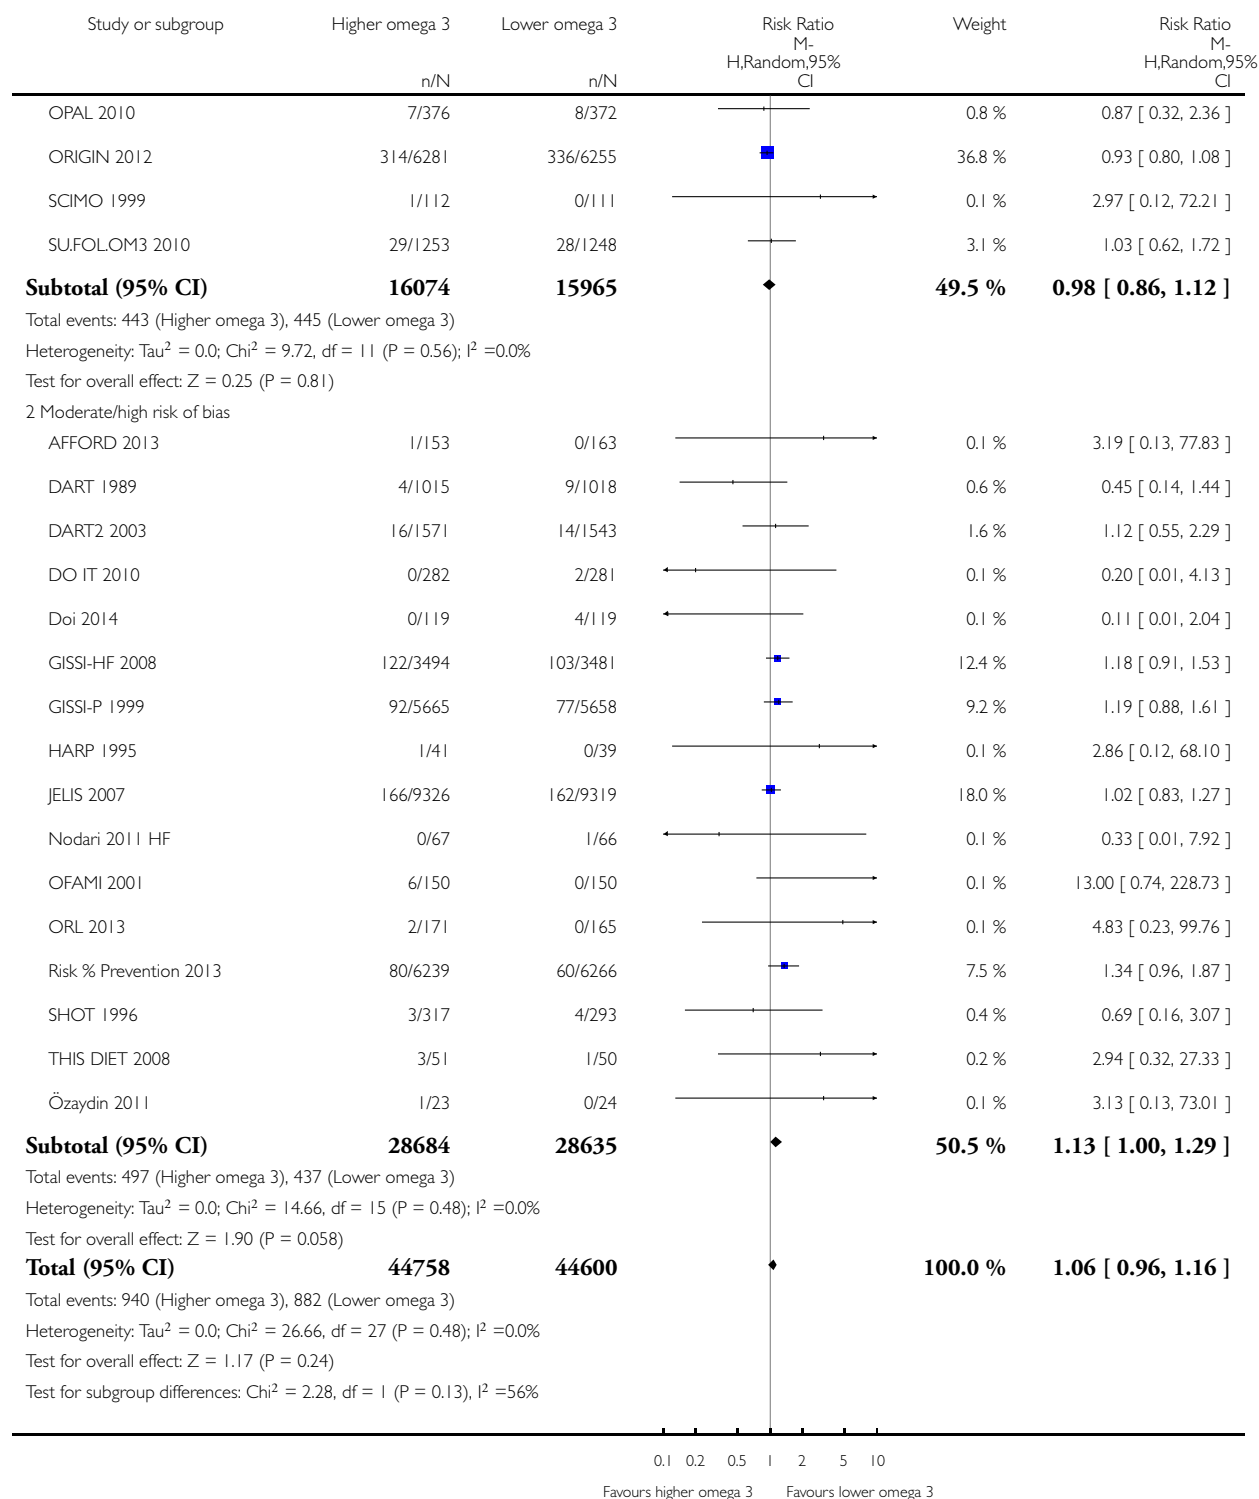 Study or subgroup Higher omega 3 Lower omega 3 Risk Ratio Weight Risk Ratio
M- M-
H,Random,95% H,Random,95%
n/N n/N CI CI
OPAL 2010 7/376 8/372 0.8 % 0.87 [ 0.32, 2.36 ]
ORIGIN 2012 314/6281 336/6255 36.8 % 0.93 [ 0.80, 1.08 ]
SCIMO 1999 1/112 0/111 0.1 % 2.97 [ 0.12, 72.21 ]
SU.FOL.OM3 2010 29/1253 28/1248 3.1 % 1.03 [ 0.62, 1.72 ]
Subtotal (95% CI) 16074 15965 49.5 % 0.98 [ 0.86, 1.12 ]
Total events: 443 (Higher omega 3), 445 (Lower omega 3)
Heterogeneity: Tau² = 0.0; Chi² = 9.72, df = 11 (P = 0.56); I² =0.0%
Test for overall effect: Z = 0.25 (P = 0.81)
2 Moderate/high risk of bias
AFFORD 2013 1/153 0/163 0.1 % 3.19 [ 0.13, 77.83 ]
DART 1989 4/1015 9/1018 0.6 % 0.45 [ 0.14, 1.44 ]
DART2 2003 16/1571 14/1543 1.6 % 1.12 [ 0.55, 2.29 ]
DO IT 2010 0/282 2/281 0.1 % 0.20 [ 0.01, 4.13 ]
Doi 2014 0/119 4/119 0.1 % 0.11 [ 0.01, 2.04 ]
GISSI-HF 2008 122/3494 103/3481 12.4 % 1.18 [ 0.91, 1.53 ]
GISSI-P 1999 92/5665 77/5658 9.2 % 1.19 [ 0.88, 1.61 ]
HARP 1995 1/41 0/39 0.1 % 2.86 [ 0.12, 68.10 ]
JELIS 2007 166/9326 162/9319 18.0 % 1.02 [ 0.83, 1.27 ]
Nodari 2011 HF 0/67 1/66 0.1 % 0.33 [ 0.01, 7.92 ]
OFAMI 2001 6/150 0/150 0.1 % 13.00 [ 0.74, 228.73 ]
ORL 2013 2/171 0/165 0.1 % 4.83 [ 0.23, 99.76 ]
Risk % Prevention 2013 80/6239 60/6266 7.5 % 1.34 [ 0.96, 1.87 ]
SHOT 1996 3/317 4/293 0.4 % 0.69 [ 0.16, 3.07 ]
THIS DIET 2008 3/51 1/50 0.2 % 2.94 [ 0.32, 27.33 ]
Özaydin 2011 1/23 0/24 0.1 % 3.13 [ 0.13, 73.01 ]
Subtotal (95% CI) 28684 28635 50.5 % 1.13 [ 1.00, 1.29 ]
Total events: 497 (Higher omega 3), 437 (Lower omega 3)
Heterogeneity: Tau² = 0.0; Chi² = 14.66, df = 15 (P = 0.48); I² =0.0%
Test for overall effect: Z = 1.90 (P = 0.058)
Total (95% CI) 44758 44600 100.0 % 1.06 [ 0.96, 1.16 ]
Total events: 940 (Higher omega 3), 882 (Lower omega 3)
Heterogeneity: Tau² = 0.0; Chi² = 26.66, df = 27 (P = 0.48); I² =0.0%
Test for overall effect: Z = 1.17 (P = 0.24)
Test for subgroup differences: Chi² = 2.28, df = 1 (P = 0.13), I² =56%
0.1 0.2 0.5 1 2 5 10
Favours higher omega 3 Favours lower omega 3